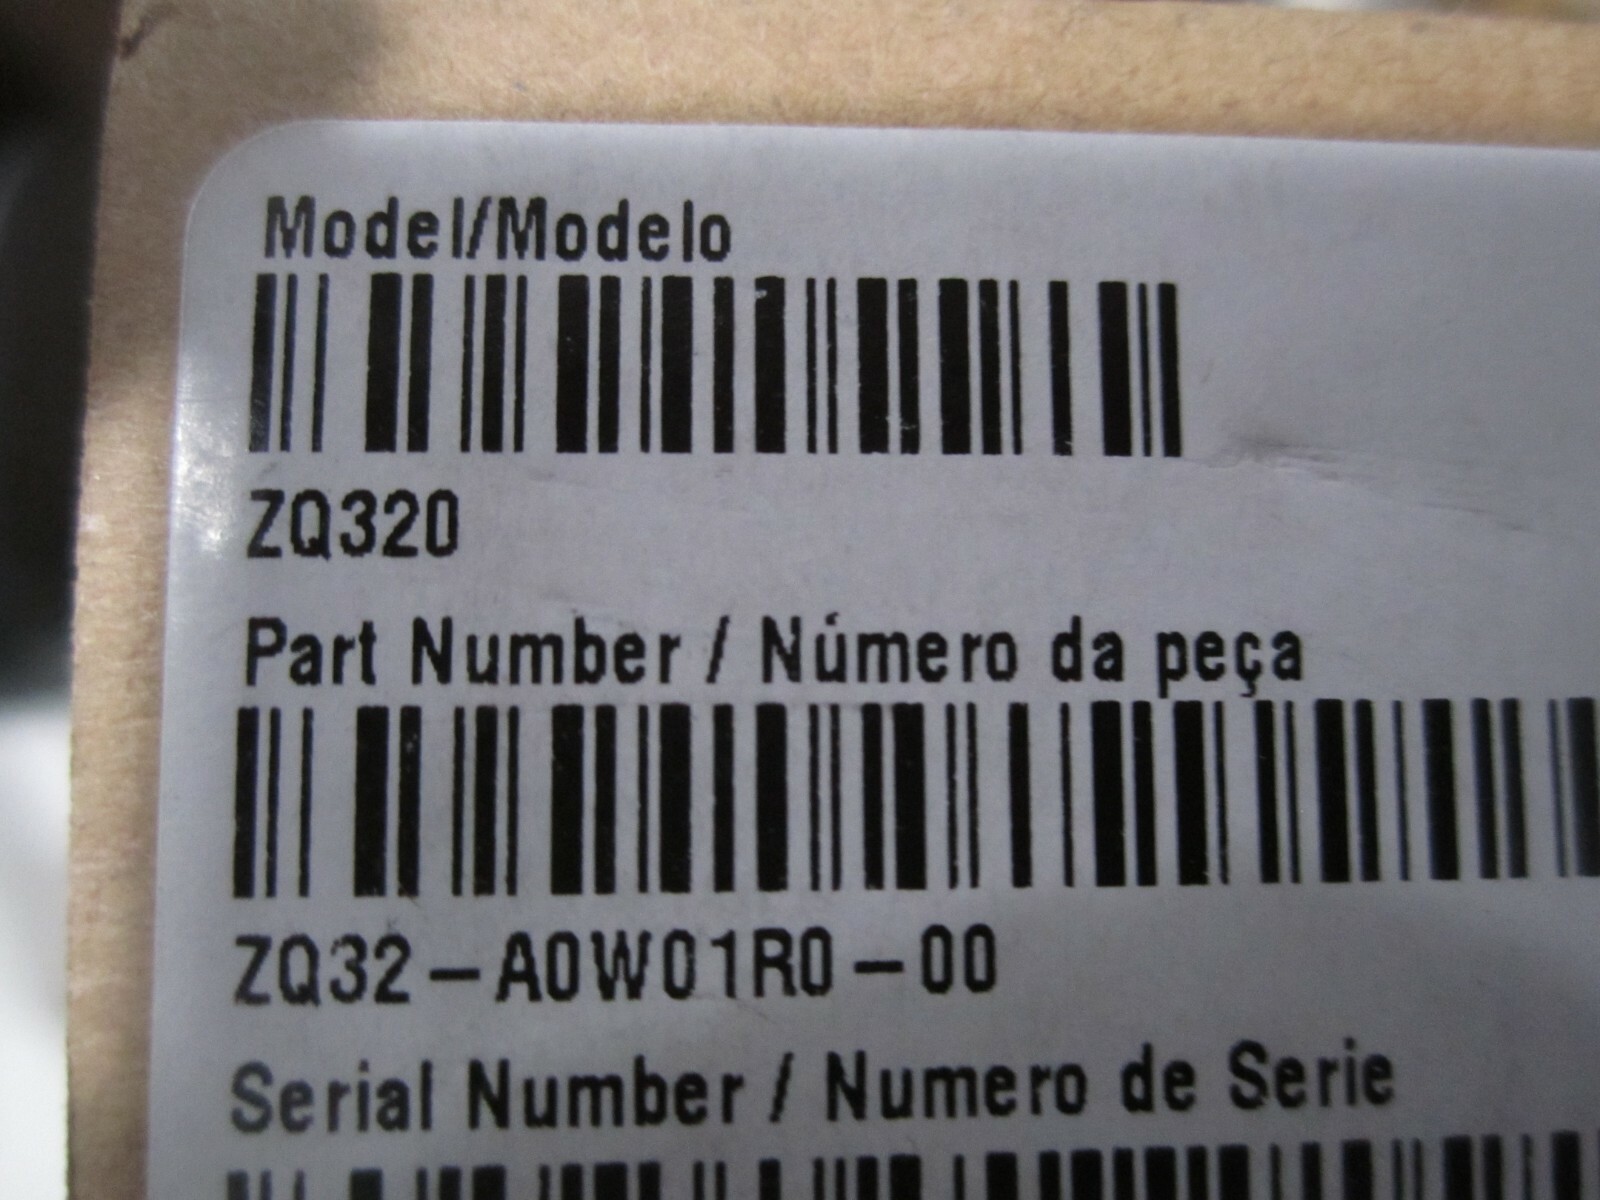 Model/Modelo
ZQ320
Part Number / Número da peça
ZQ32-A0W01R0-00
Serial Number / Numero de Serie